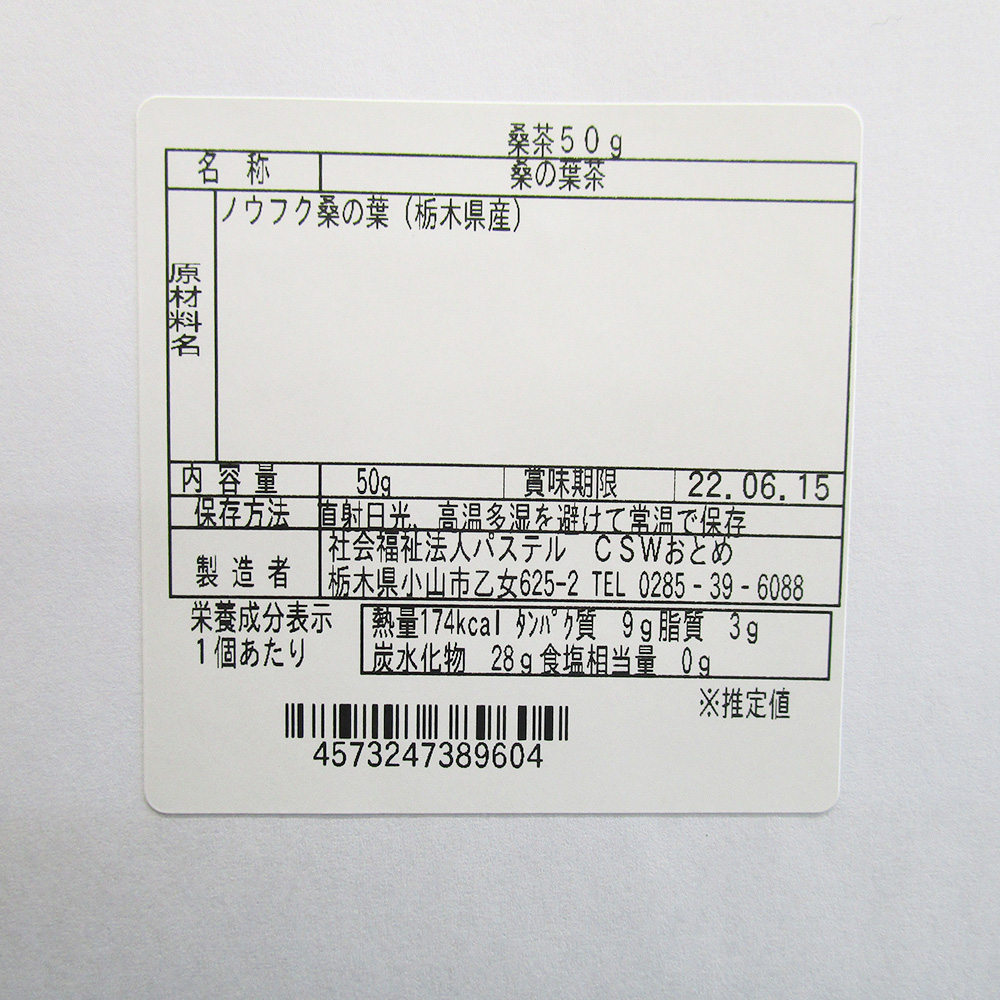 桑茶50g
名称 桑の葉茶
原材料名 ノウフク桑の葉（栃木県産）
内容量 50g 賞味期限 22.06.15
保存方法 直射日光、高温多湿を避けて常温で保存
製造者 社会福祉法人パステル CSWおとめ
栃木県小山市乙女625-2 TEL 0285-39-6088
栄養成分表示 熱量174kcal ﾀﾝﾊﾟｸ質 9g脂質 3g
1個あたり 炭水化物 28g食塩相当量 0g
※推定値
4573247389604